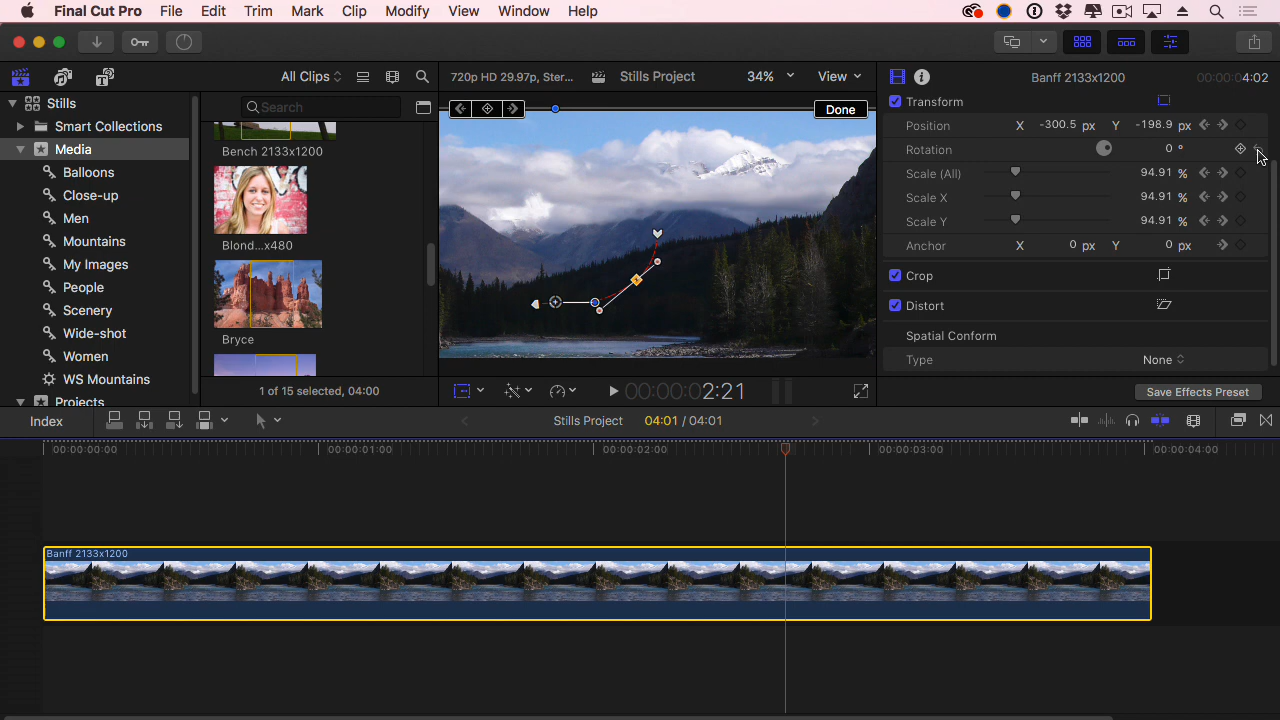 Final Cut Pro File Edit Trim Mark Clip Modify View Window Help
All Clips
720p HD 29.97p, Ster...
Stills Project
34%
View
Banff 2133x1200
00:00:04:02
Stills
Smart Collections
Media
Balloons
Close-up
Men
Mountains
My Images
People
Scenery
Wide-shot
Women
WS Mountains
Projects
Search
Bench 2133x1200
Blond...x480
Bryce
1 of 15 selected, 04:00
Done
00:00:02:21
Transform
Position X -300.5 px Y -198.9 px
Rotation 0 °
Scale (All) 94.91 %
Scale X 94.91 %
Scale Y 94.91 %
Anchor X 0 px Y 0 px
Crop
Distort
Spatial Conform
Type None
Save Effects Preset
Index
Stills Project 04:01 / 04:01
00:00:00:00 00:00:01:00 00:00:02:00 00:00:03:00 00:00:04:00
Banff 2133x1200